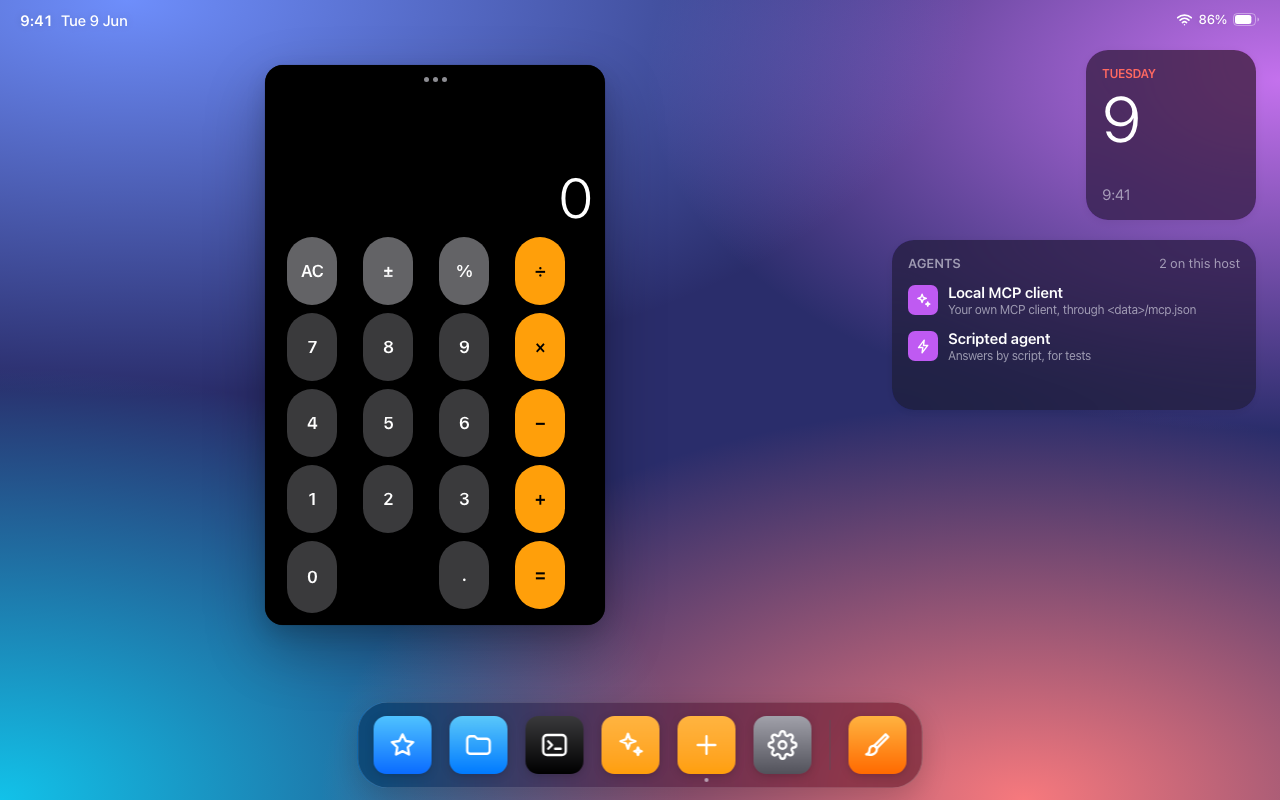 9:41 Tue 9 Jun
86%
0
AC ± % ÷
7 8 9 ×
4 5 6 −
1 2 3 +
0 . =
TUESDAY
9
9:41
AGENTS 2 on this host
Local MCP client
Your own MCP client, through <data>/mcp.json
Scripted agent
Answers by script, for tests